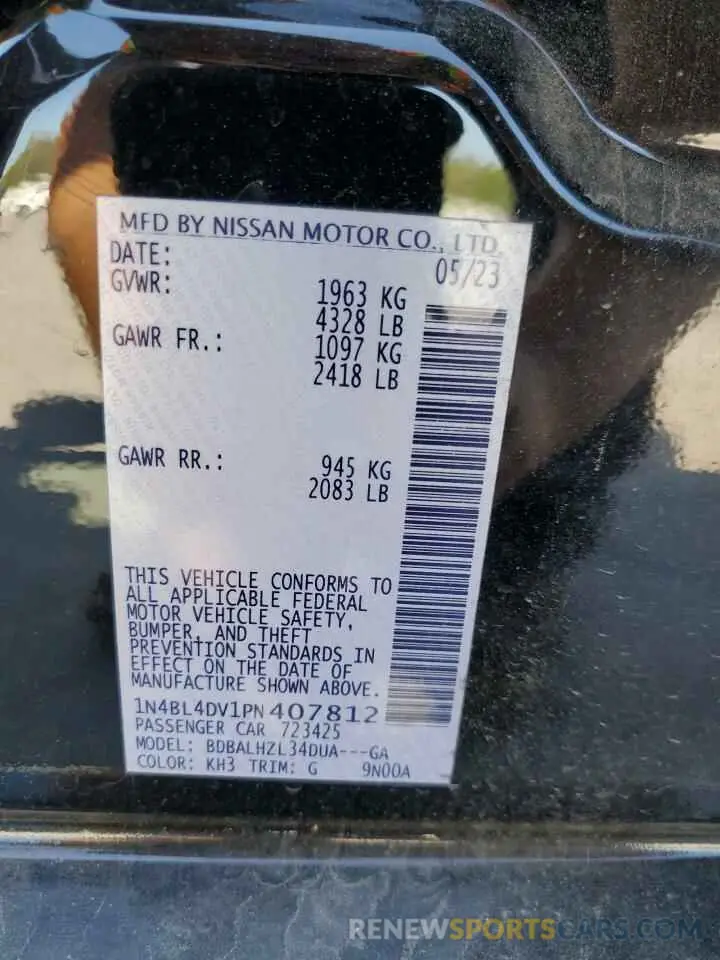 MFD BY NISSAN MOTOR CO., LTD.
DATE: 05/23
GVWR: 1963 KG
4328 LB
GAWR FR.: 1097 KG
2418 LB
GAWR RR.: 945 KG
2083 LB
THIS VEHICLE CONFORMS TO
ALL APPLICABLE FEDERAL
MOTOR VEHICLE SAFETY,
BUMPER, AND THEFT
PREVENTION STANDARDS IN
EFFECT ON THE DATE OF
MANUFACTURE SHOWN ABOVE.
1N4BL4DV1PN407812
PASSENGER CAR 723425
MODEL: BDBALHZL34DUA---GA
COLOR: KH3 TRIM: G 9N00A
RENEWSPORTSCARS.COM